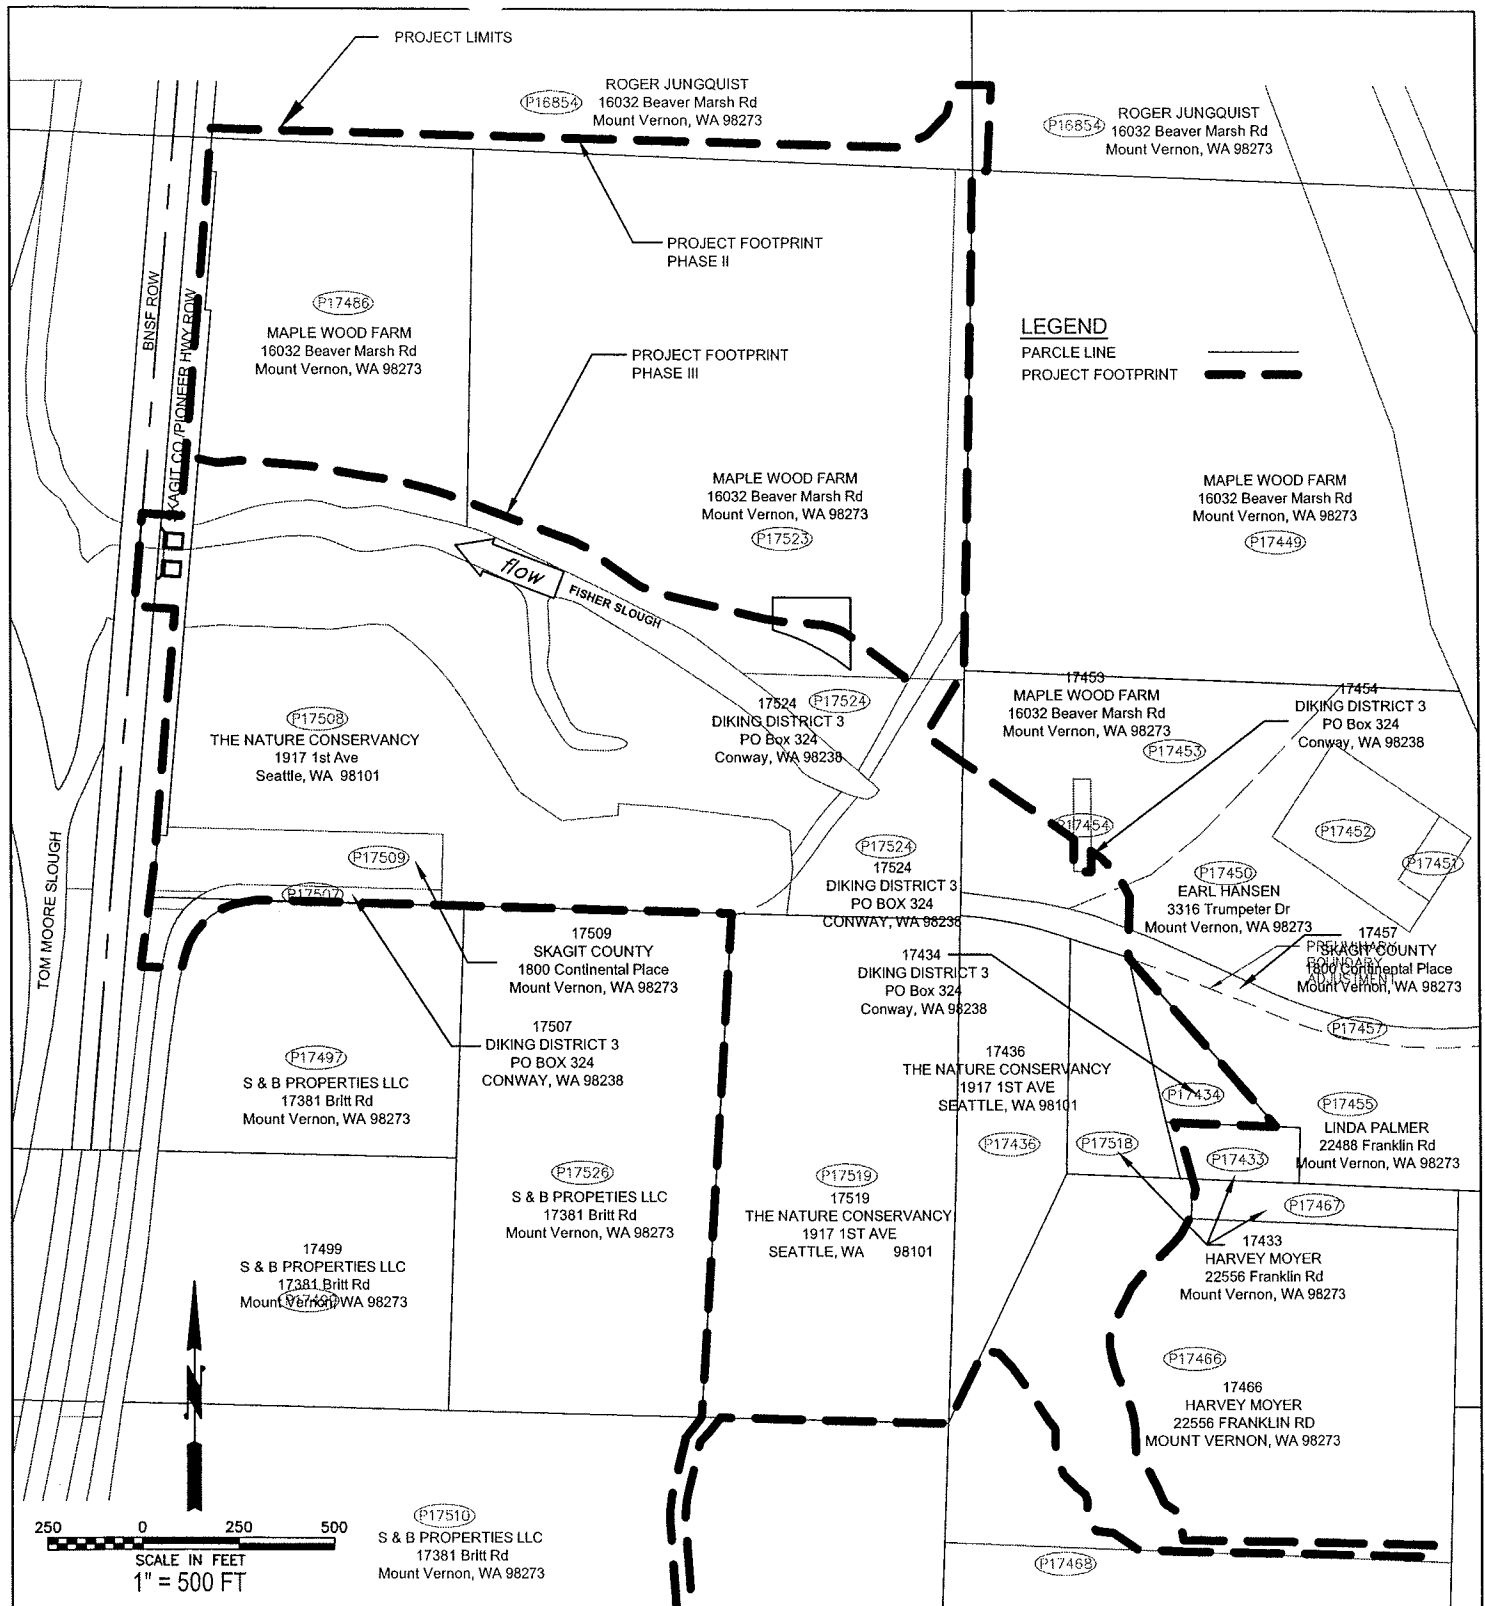 PROJECT LIMITS
ROGER JUNGQUIST
16032 Beaver Marsh Rd
Mount Vernon, WA 98273
P16854
ROGER JUNGQUIST
16032 Beaver Marsh Rd
Mount Vernon, WA 98273
P16854
PROJECT FOOTPRINT
PHASE II
BNSF ROW
SKAGIT CO./PIONEER HWY ROW
P17486
MAPLE WOOD FARM
16032 Beaver Marsh Rd
Mount Vernon, WA 98273
PROJECT FOOTPRINT
PHASE III
LEGEND
PARCLE LINE
PROJECT FOOTPRINT
MAPLE WOOD FARM
16032 Beaver Marsh Rd
Mount Vernon, WA 98273
P17523
MAPLE WOOD FARM
16032 Beaver Marsh Rd
Mount Vernon, WA 98273
P17449
flow
FISHER SLOUGH
P17508
THE NATURE CONSERVANCY
1917 1st Ave
Seattle, WA 98101
P17524
17524
DIKING DISTRICT 3
PO Box 324
Conway, WA 98238
17453
MAPLE WOOD FARM
16032 Beaver Marsh Rd
Mount Vernon, WA 98273
P17453
17454
DIKING DISTRICT 3
PO Box 324
Conway, WA 98238
P17454
P17452
P17451
TOM MOORE SLOUGH
P17509
P17507
P17524
17524
DIKING DISTRICT 3
PO BOX 324
CONWAY, WA 98238
P17450
EARL HANSEN
3316 Trumpeter Dr
Mount Vernon, WA 98273
17509
SKAGIT COUNTY
1800 Continental Place
Mount Vernon, WA 98273
17434
DIKING DISTRICT 3
PO Box 324
Conway, WA 98238
17457
SKAGIT COUNTY
1800 Continental Place
Mount Vernon, WA 98273
PRELIMINARY
BOUNDARY
ADJUSTMENT
P17457
17507
DIKING DISTRICT 3
PO BOX 324
CONWAY, WA 98238
P17497
S & B PROPERTIES LLC
17381 Britt Rd
Mount Vernon, WA 98273
17436
THE NATURE CONSERVANCY
1917 1ST AVE
SEATTLE, WA 98101
P17436
P17434
P17518
P17433
P17455
LINDA PALMER
22488 Franklin Rd
Mount Vernon, WA 98273
P17526
S & B PROPETIES LLC
17381 Britt Rd
Mount Vernon, WA 98273
P17519
17519
THE NATURE CONSERVANCY
1917 1ST AVE
SEATTLE, WA 98101
P17467
17433
HARVEY MOYER
22556 Franklin Rd
Mount Vernon, WA 98273
17499
S & B PROPERTIES LLC
17381 Britt Rd
Mount Vernon, WA 98273
N
P17466
17466
HARVEY MOYER
22556 FRANKLIN RD
MOUNT VERNON, WA 98273
P17510
S & B PROPERTIES LLC
17381 Britt Rd
Mount Vernon, WA 98273
P17468
250 0 250 500
SCALE IN FEET
1" = 500 FT